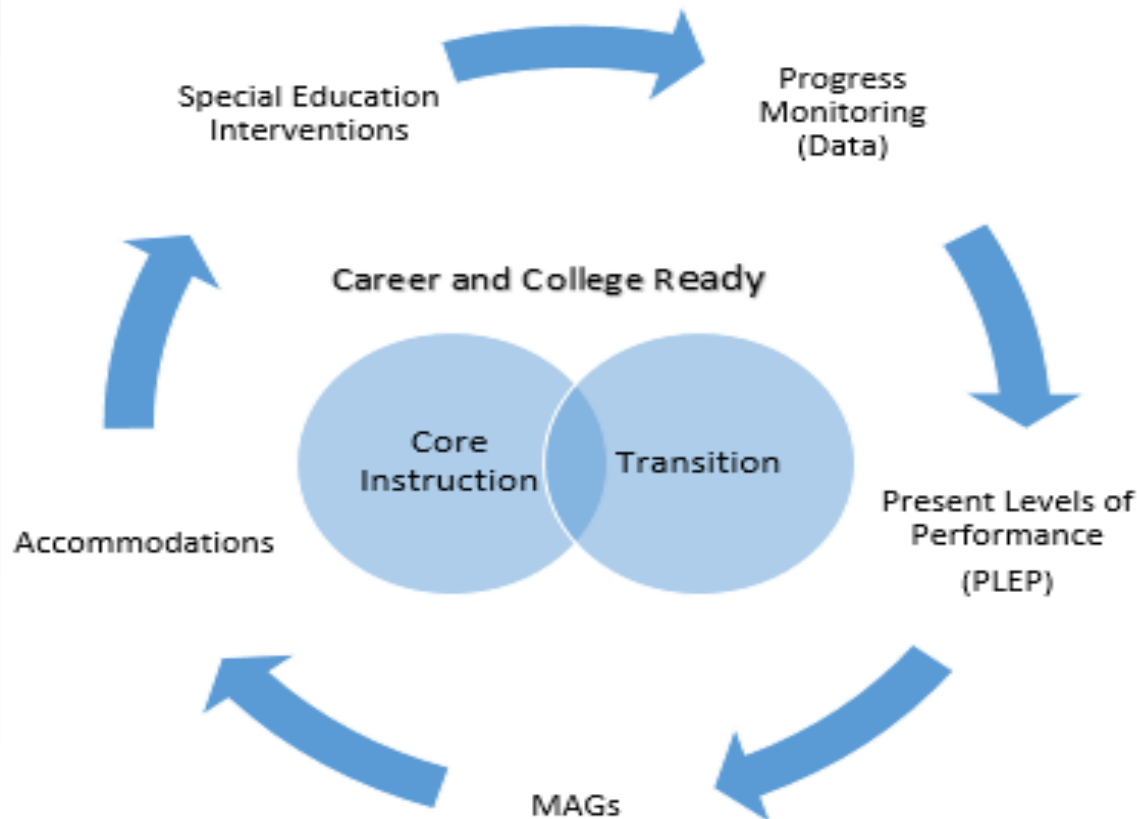 Special Education
Interventions
Progress
Monitoring
(Data)
Career and College Ready
Core
Instruction
Transition
Present Levels of
Performance
(PLEP)
Accommodations
MAGs